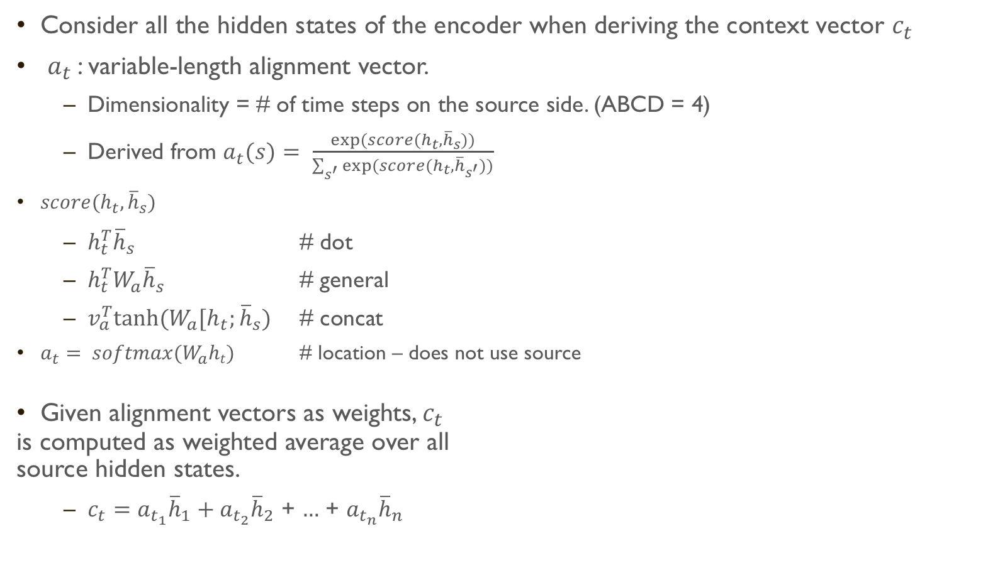 • Consider all the hidden states of the encoder when deriving the context vector $c_t$
• $a_t$ : variable-length alignment vector.
– Dimensionality = # of time steps on the source side. (ABCD = 4)
– Derived from $a_t(s) = \frac{\exp(score(h_t,\bar{h}_s))}{\sum_{s'} \exp(score(h_t,\bar{h}_{s'}))}$
• $score(h_t, \bar{h}_s)$
– $h_t^T \bar{h}_s$ # dot
– $h_t^T W_a \bar{h}_s$ # general
– $v_a^T \tanh(W_a[h_t; \bar{h}_s)$ # concat
• $a_t = softmax(W_a h_t)$ # location – does not use source
• Given alignment vectors as weights, $c_t$
is computed as weighted average over all
source hidden states.
– $c_t = a_{t_1}\bar{h}_1 + a_{t_2}\bar{h}_2 + … + a_{t_n}\bar{h}_n$